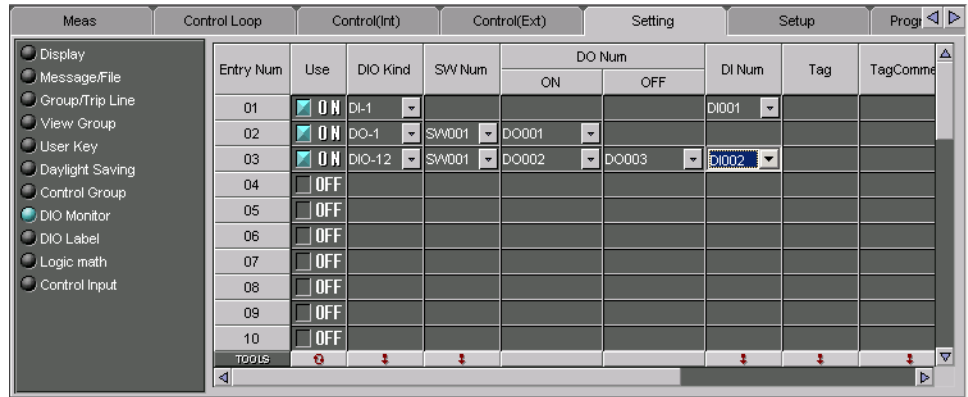 Meas Control Loop Control(Int) Control(Ext) Setting Setup Progr
Display
Message/File
Group/Trip Line
View Group
User Key
Daylight Saving
Control Group
DIO Monitor
DIO Label
Logic math
Control Input
Entry Num Use DIO Kind SW Num DO Num DI Num Tag TagComme
ON OFF
01 ON DI-1 DI001
02 ON DO-1 SW001 DO001
03 ON DIO-12 SW001 DO002 DO003 DI002
04 OFF
05 OFF
06 OFF
07 OFF
08 OFF
09 OFF
10 OFF
TOOLS